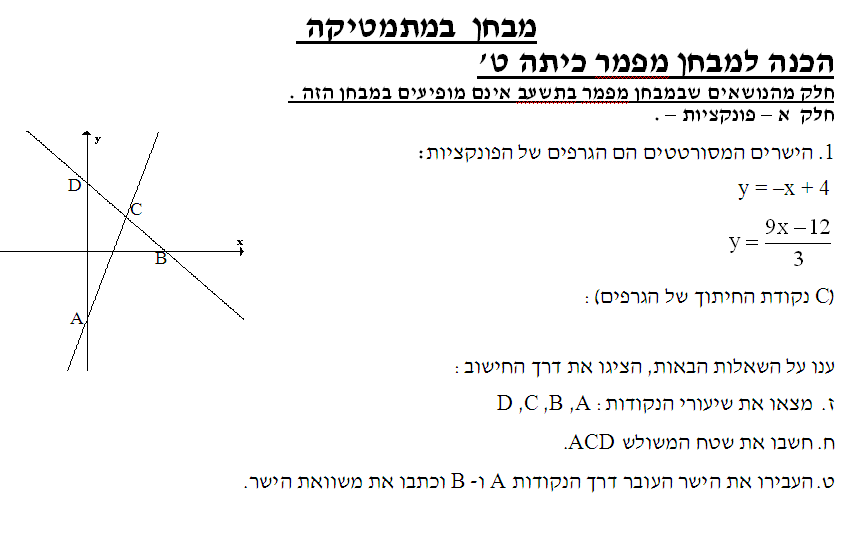 מבחן במתמטיקה
הכנה למבחן מפמר כיתה ט׳
חלק מהנושאים שבמבחן מפמר בתשעב אינם מופיעים במבחן הזה .
חלק א – פונקציות – .
1. הישרים המסורטטים הם הגרפים של הפונקציות:
y = –x + 4
y = (9x – 12)/3
(C נקודת החיתוך של הגרפים) :
ענו על השאלות הבאות, הציגו את דרך החישוב :
ז. מצאו את שיעורי הנקודות : A, B, C, D
ח. חשבו את שטח המשולש ACD.
ט. העבירו את הישר העובר דרך הנקודות A ו- B וכתבו את משוואת הישר.
y
D
C
x
B
A